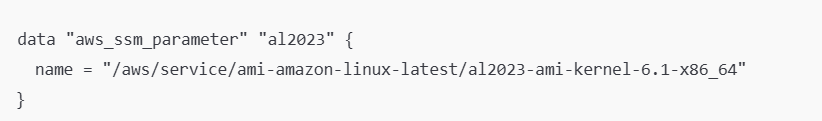 data "aws_ssm_parameter" "al2023" {
  name = "/aws/service/ami-amazon-linux-latest/al2023-ami-kernel-6.1-x86_64"
}